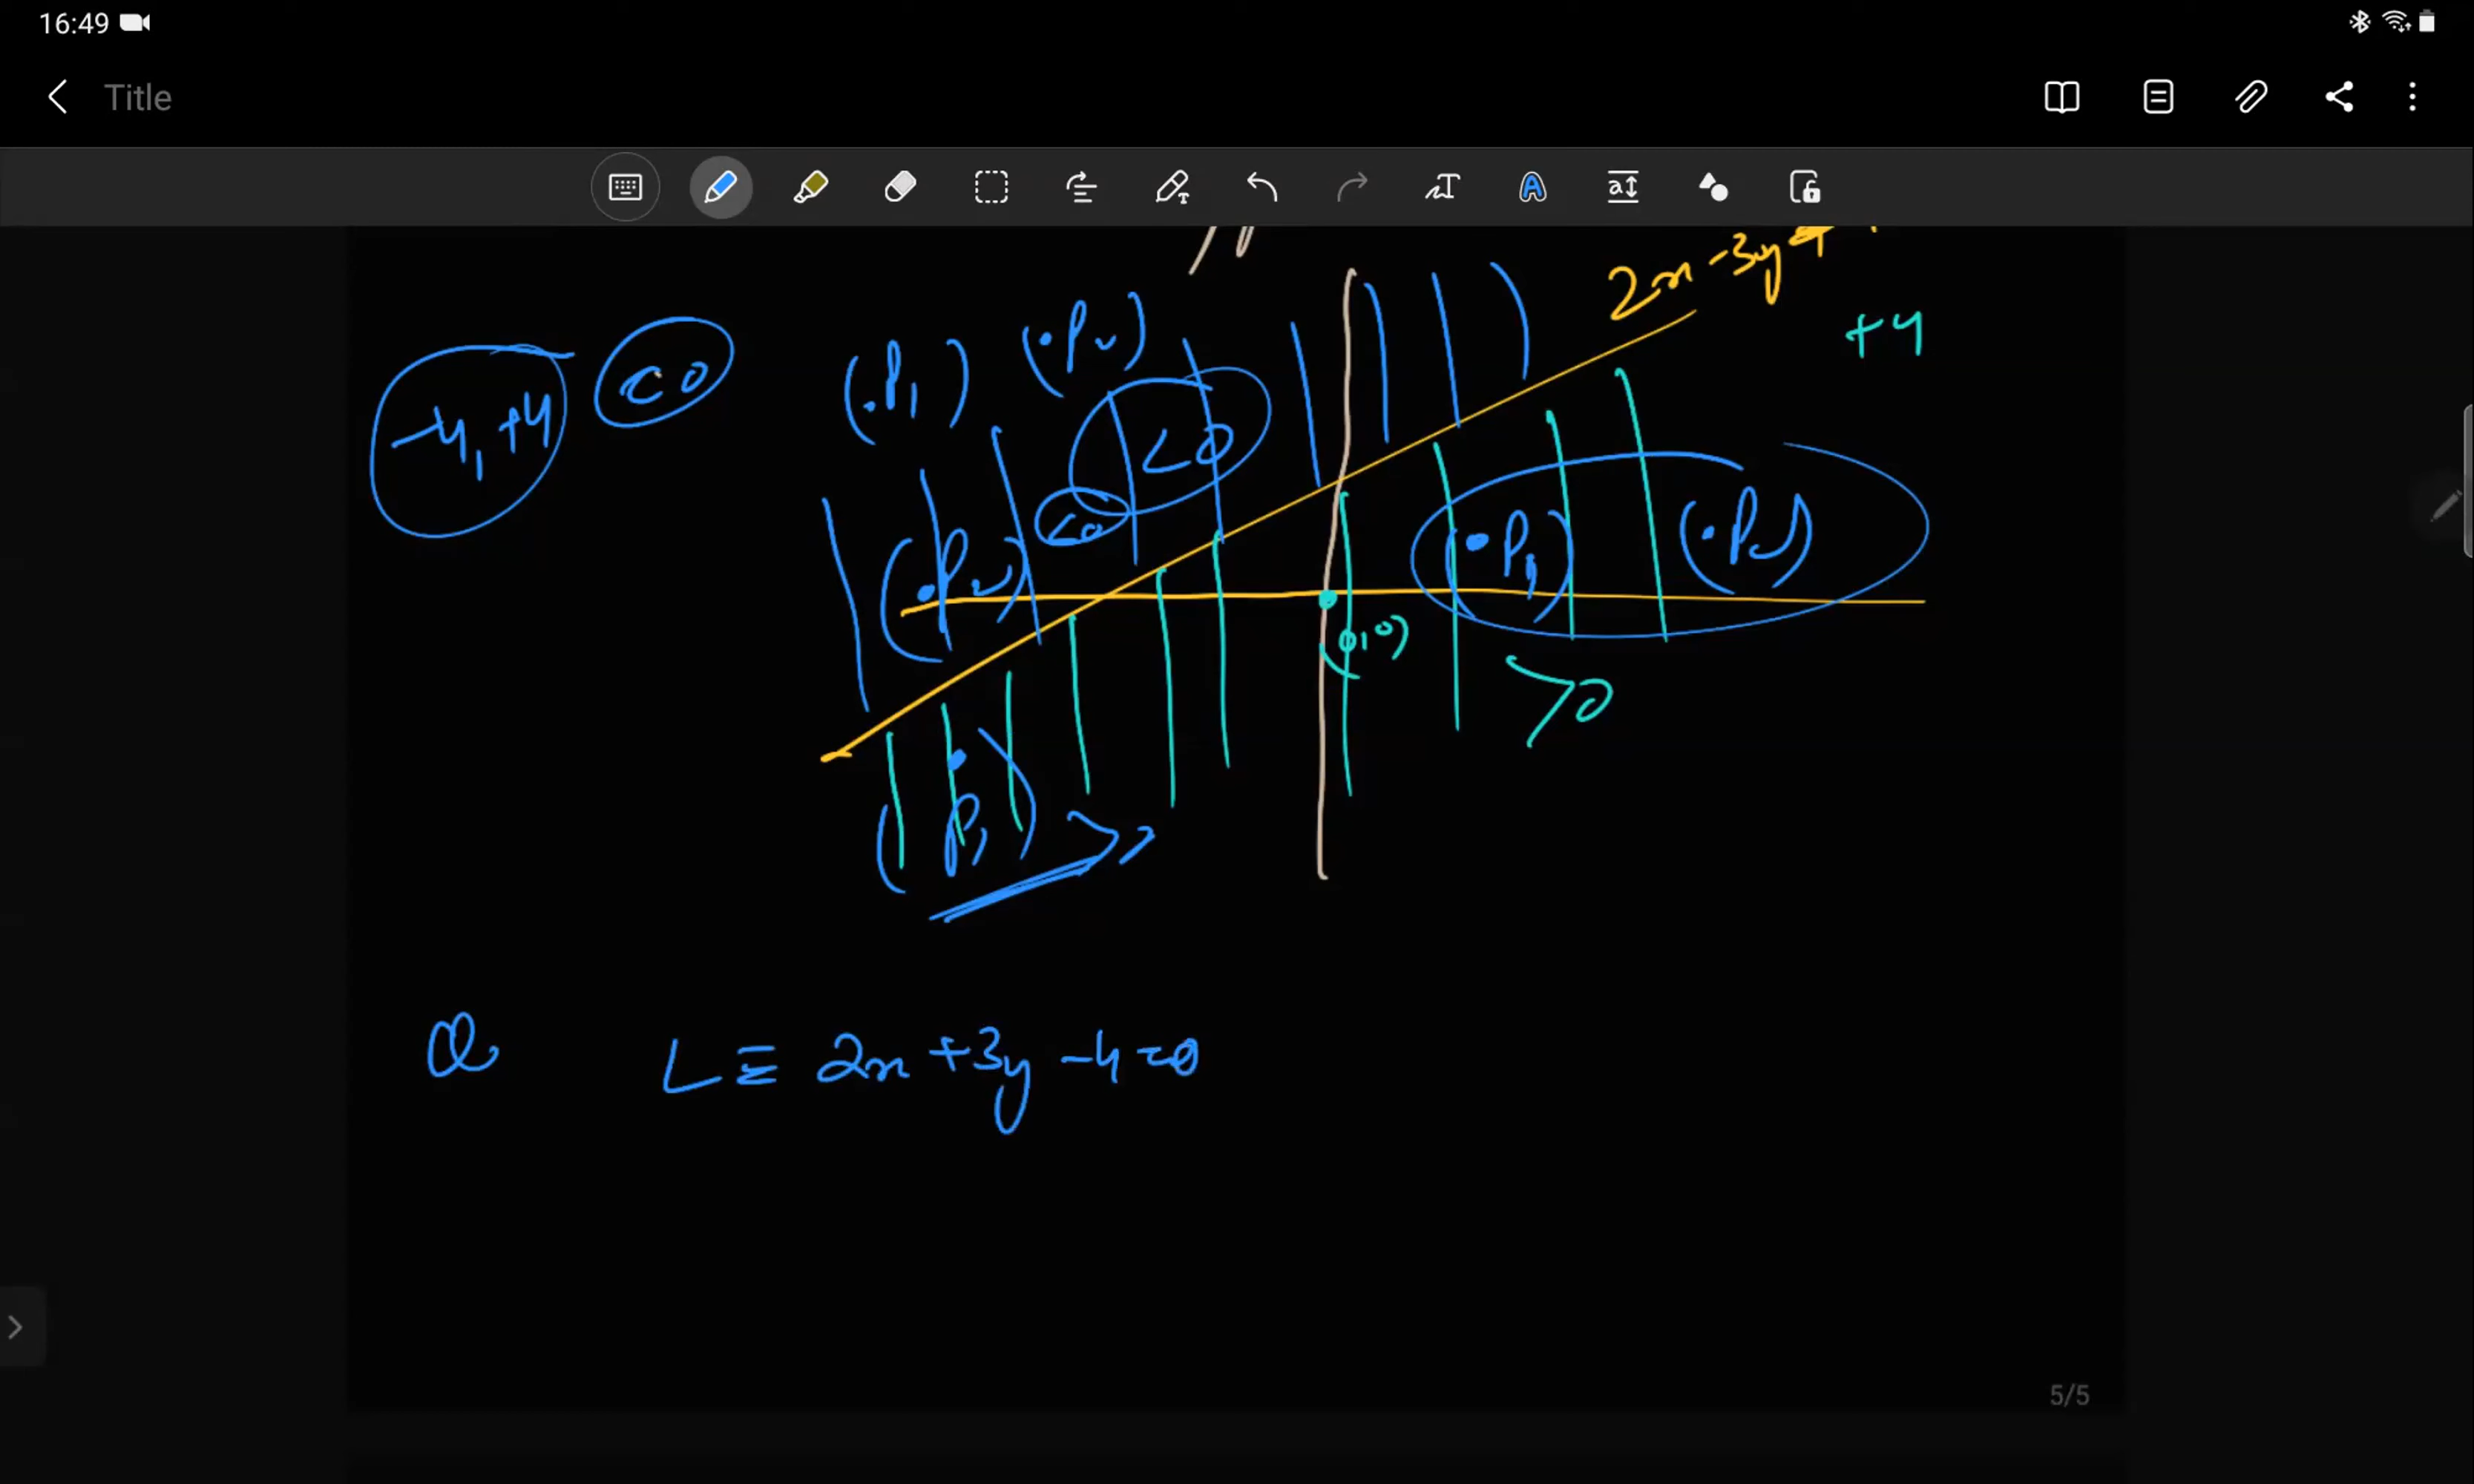 16:49
Title
2x -3y
+4
-4, +4
<0
(.P1)
(.P2)
<0
<0
(.P2)
(.P1)
(.P2)
(0,0)
>0
(P1)
Q. L ≡ 2x +3y -4 =0
5/5